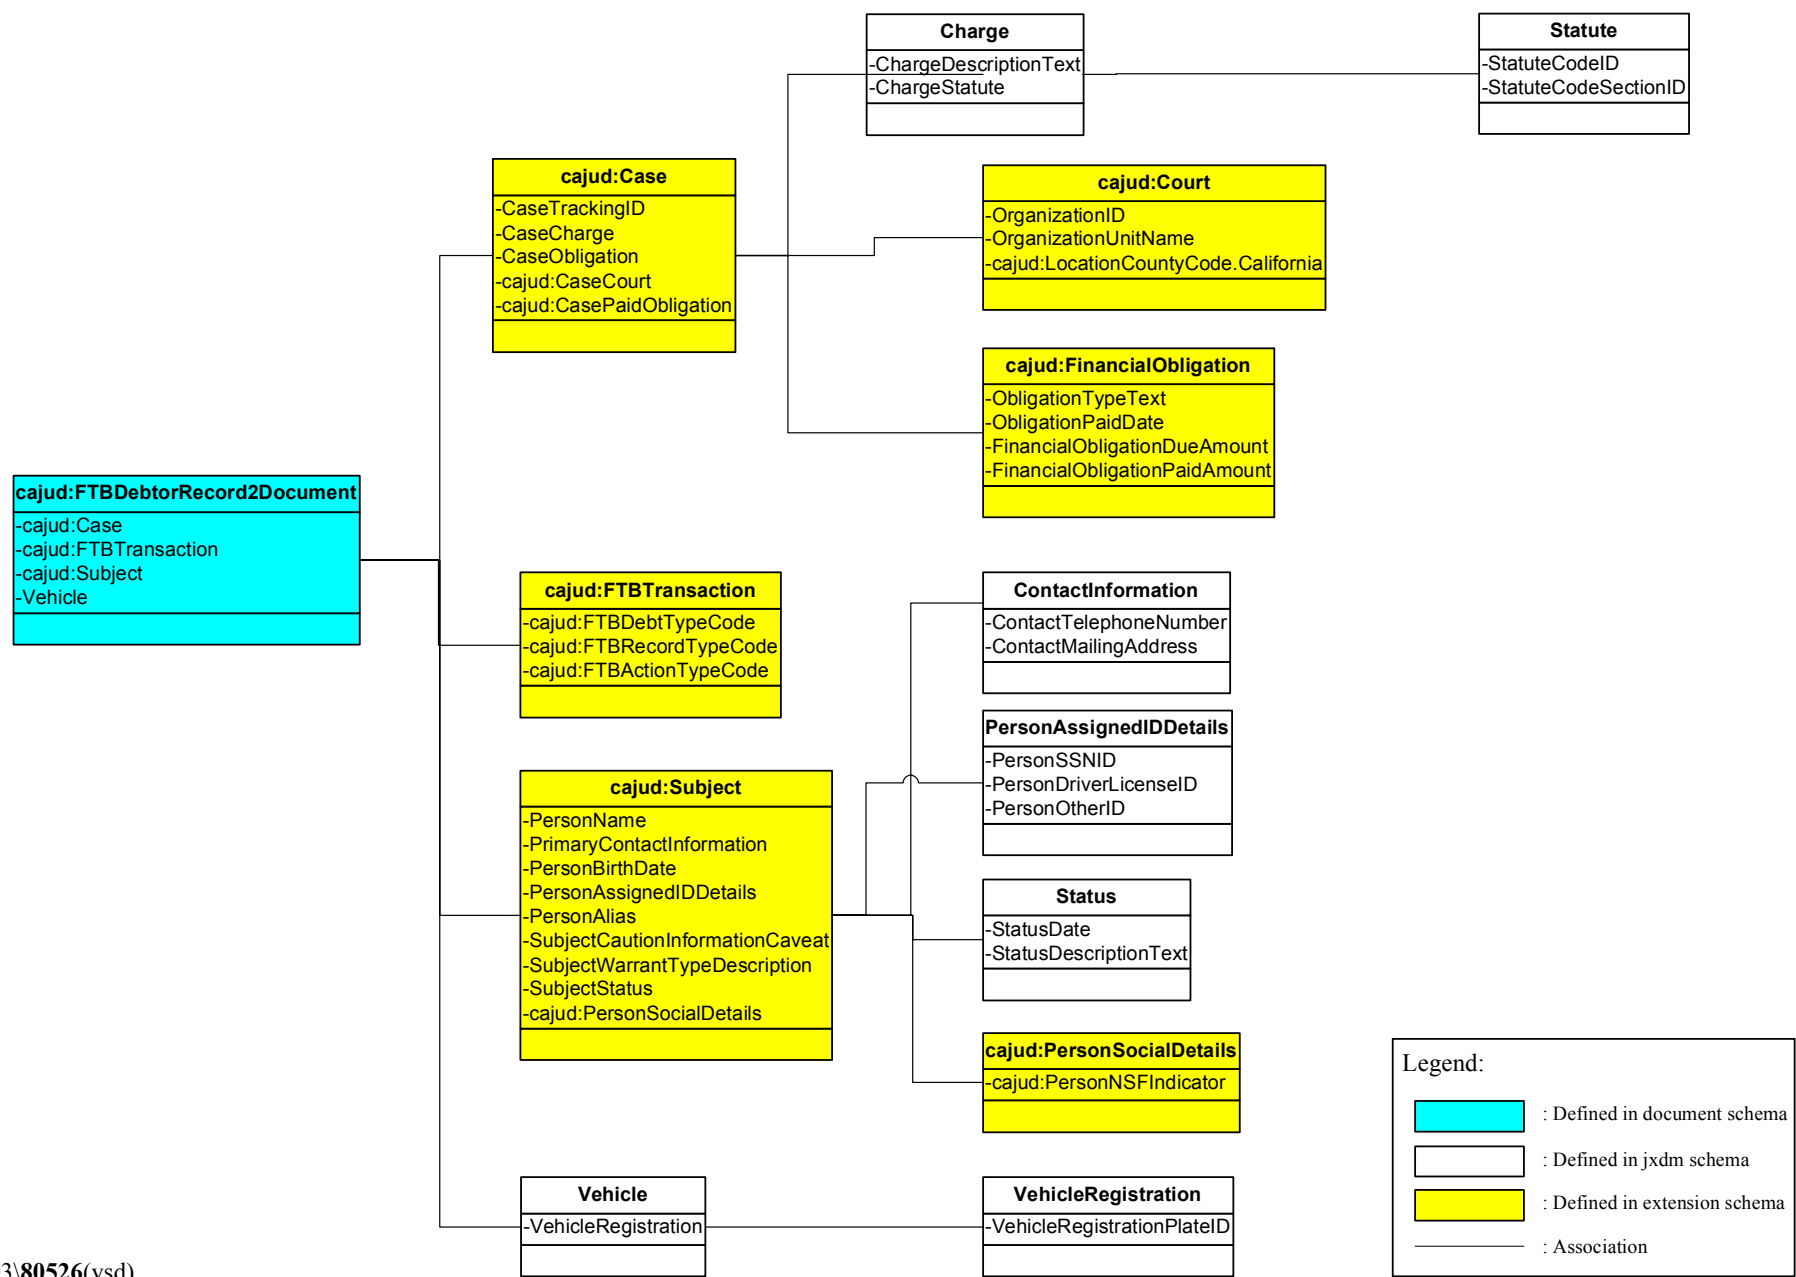 Charge
-ChargeDescriptionText
-ChargeStatute
Statute
-StatuteCodeID
-StatuteCodeSectionID
cajud:Case
-CaseTrackingID
-CaseCharge
-CaseObligation
-cajud:CaseCourt
-cajud:CasePaidObligation
cajud:Court
-OrganizationID
-OrganizationUnitName
-cajud:LocationCountyCode.California
cajud:FinancialObligation
-ObligationTypeText
-ObligationPaidDate
-FinancialObligationDueAmount
-FinancialObligationPaidAmount
cajud:FTBDebtorRecord2Document
-cajud:Case
-cajud:FTBTransaction
-cajud:Subject
-Vehicle
cajud:FTBTransaction
-cajud:FTBDebtTypeCode
-cajud:FTBRecordTypeCode
-cajud:FTBActionTypeCode
ContactInformation
-ContactTelephoneNumber
-ContactMailingAddress
PersonAssignedIDDetails
-PersonSSNID
-PersonDriverLicenseID
-PersonOtherID
cajud:Subject
-PersonName
-PrimaryContactInformation
-PersonBirthDate
-PersonAssignedIDDetails
-PersonAlias
-SubjectCautionInformationCaveat
-SubjectWarrantTypeDescription
-SubjectStatus
-cajud:PersonSocialDetails
Status
-StatusDate
-StatusDescriptionText
cajud:PersonSocialDetails
-cajud:PersonNSFIndicator
Vehicle
-VehicleRegistration
VehicleRegistration
-VehicleRegistrationPlateID
Legend:
: Defined in document schema
: Defined in jxdm schema
: Defined in extension schema
: Association
3\80526(vsd)